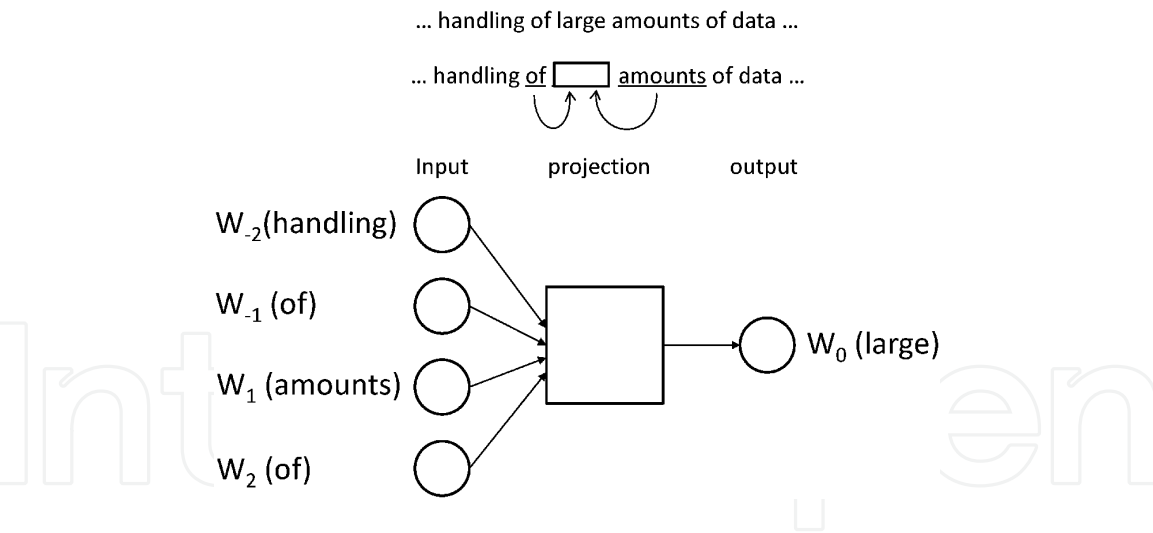 ... handling of large amounts of data ...
... handling of amounts of data ...
Input projection output
W-2(handling)
W-1 (of)
W0 (large)
W1 (amounts)
W2 (of)